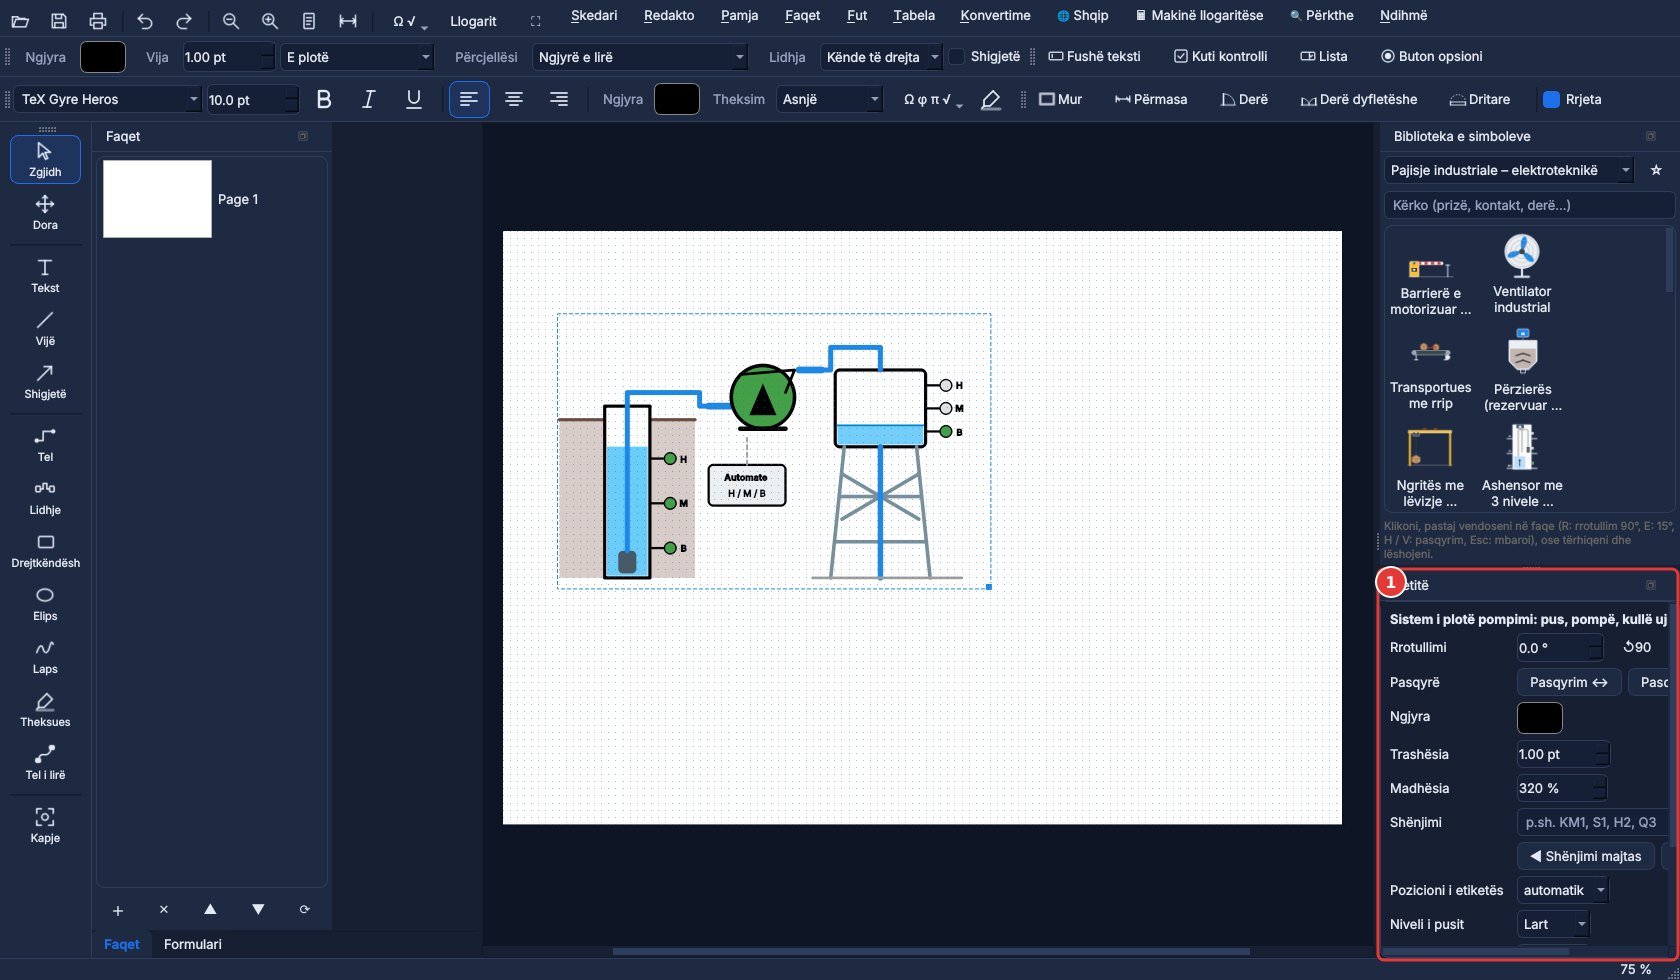 Llogarit
Skedari
Redakto
Pamja
Faqet
Fut
Tabela
Konvertime
Shqip
Makinë llogaritëse
Përkthe
Ndihmë
Ω √
Ngjyra
Vija
1.00 pt
E plotë
Përcjellësi
Ngjyrë e lirë
Lidhja
Kënde të drejta
Shigjetë
Fushë teksti
Kuti kontrolli
Lista
Buton opsioni
TeX Gyre Heros
10.0 pt
B
I
U
Ngjyra
Theksim
Asnjë
Ω φ π √
Mur
Përmasa
Derë
Derë dyfletëshe
Dritare
Rrjeta
Zgjidh
Dora
Tekst
Vijë
Shigjetë
Tel
Lidhje
Drejtkëndësh
Elips
Laps
Theksues
Tel i lirë
Kapje
Faqet
Page 1
Faqet
Formulari
H
M
B
Automate
H / M / B
H
M
B
Biblioteka e simboleve
Pajisje industriale – elektroteknikë
Kërko (prizë, kontakt, derë...)
Barrierë e
motorizuar ...
Ventilator
industrial
Transportues
me rrip
Përzierës
(rezervuar ...
Ngritës me
lëvizje ...
Ashensor me
3 nivele ...
Klikoni, pastaj vendoseni në faqe (R: rrotullim 90°, E: 15°,
H / V: pasqyrim, Esc: mbaroi), ose tërhiqeni dhe
lëshojeni.
1
etitë
Sistem i plotë pompimi: pus, pompë, kullë uj
Rrotullimi
0.0 °
90
Pasqyrë
Pasqyrim ↔
Pasq
Ngjyra
Trashësia
1.00 pt
Madhësia
320 %
Shënjimi
p.sh. KM1, S1, H2, Q3
◀ Shënjimi majtas
Pozicioni i etiketës
automatik
Niveli i pusit
Lart
75 %